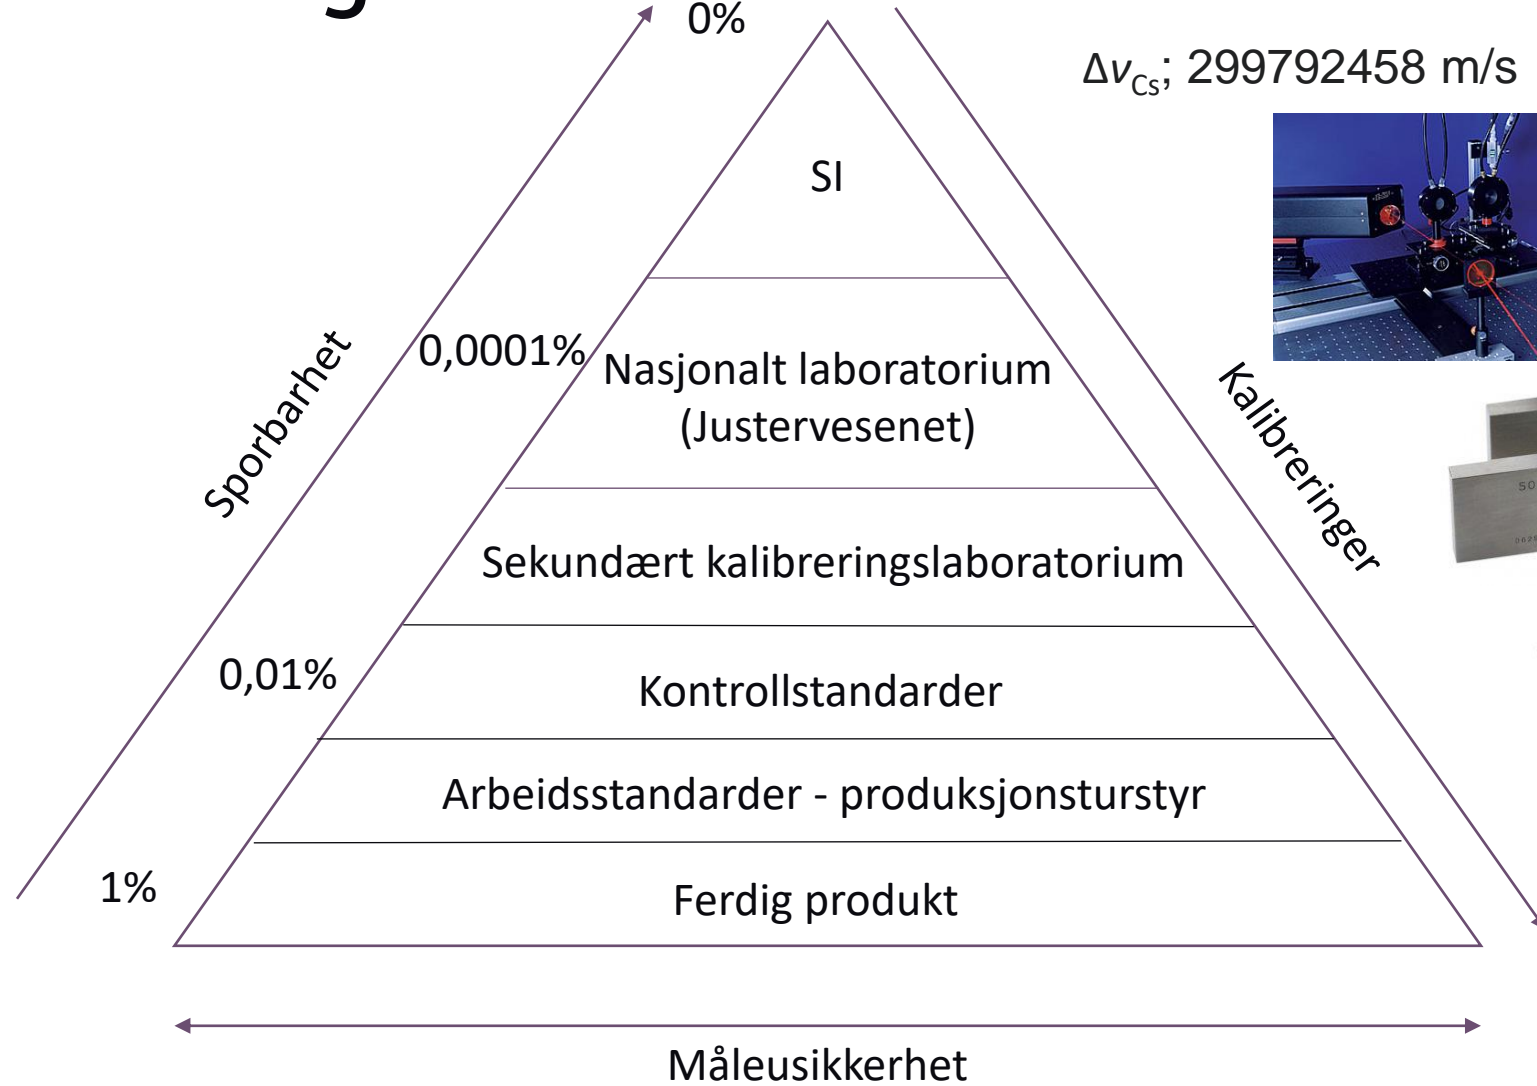 0%
Δν_Cs; 299792458 m/s
SI
Sporbarhet
0,0001%
Nasjonalt laboratorium
(Justervesenet)
Kalibreringer
50
Sekundært kalibreringslaboratorium
0,01%
Kontrollstandarder
Arbeidsstandarder - produksjonsturstyr
1%
Ferdig produkt
Måleusikkerhet